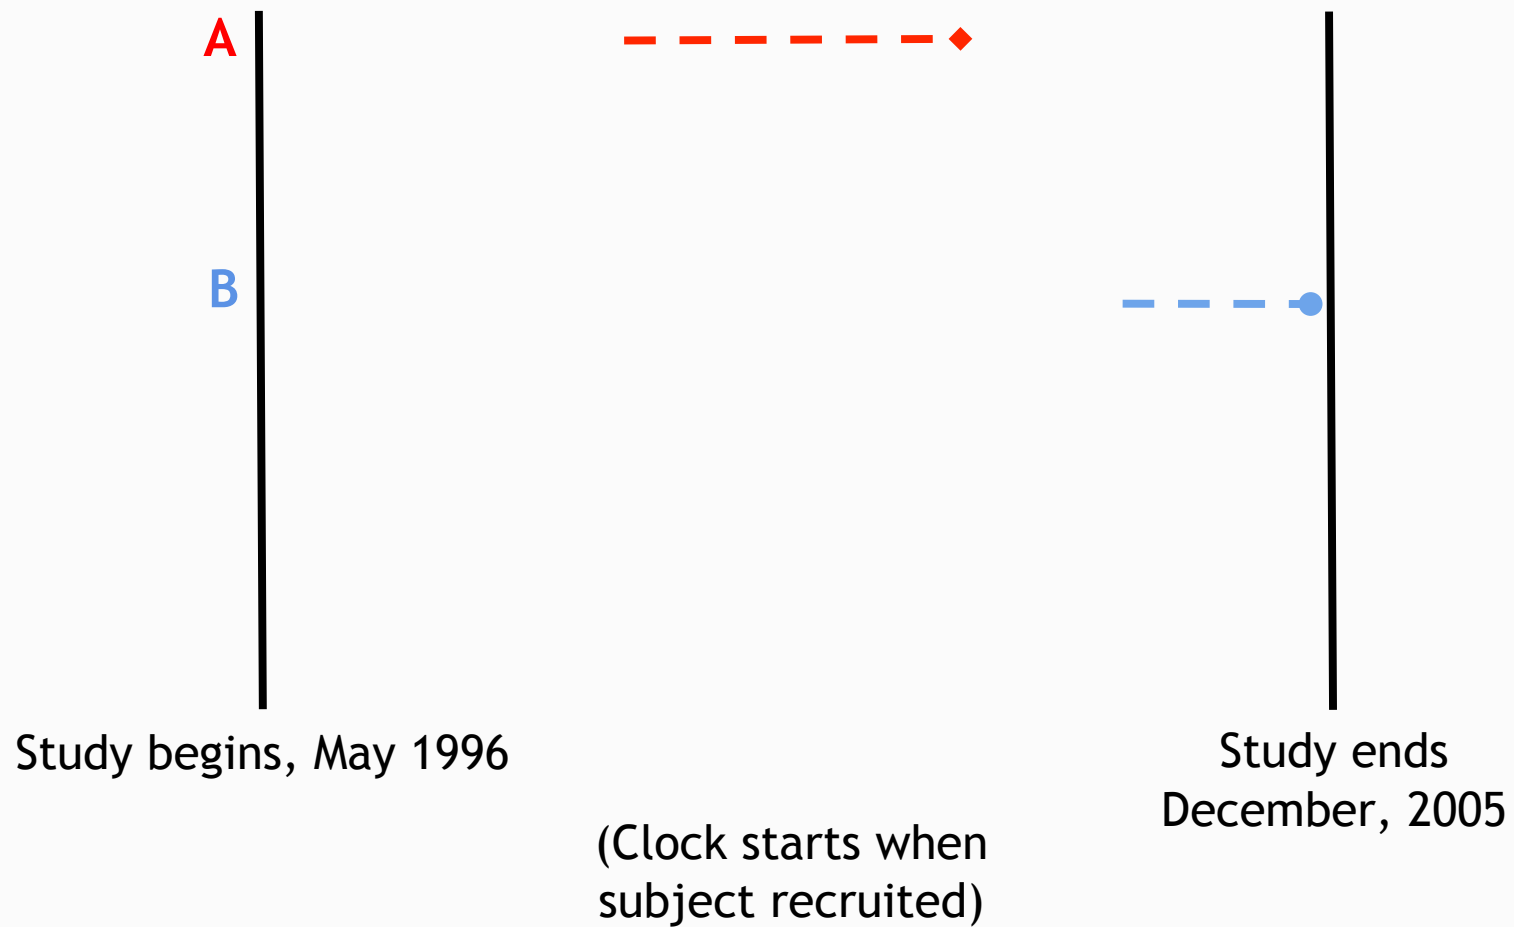 A
B
Study begins, May 1996
Study ends
December, 2005
(Clock starts when
subject recruited)